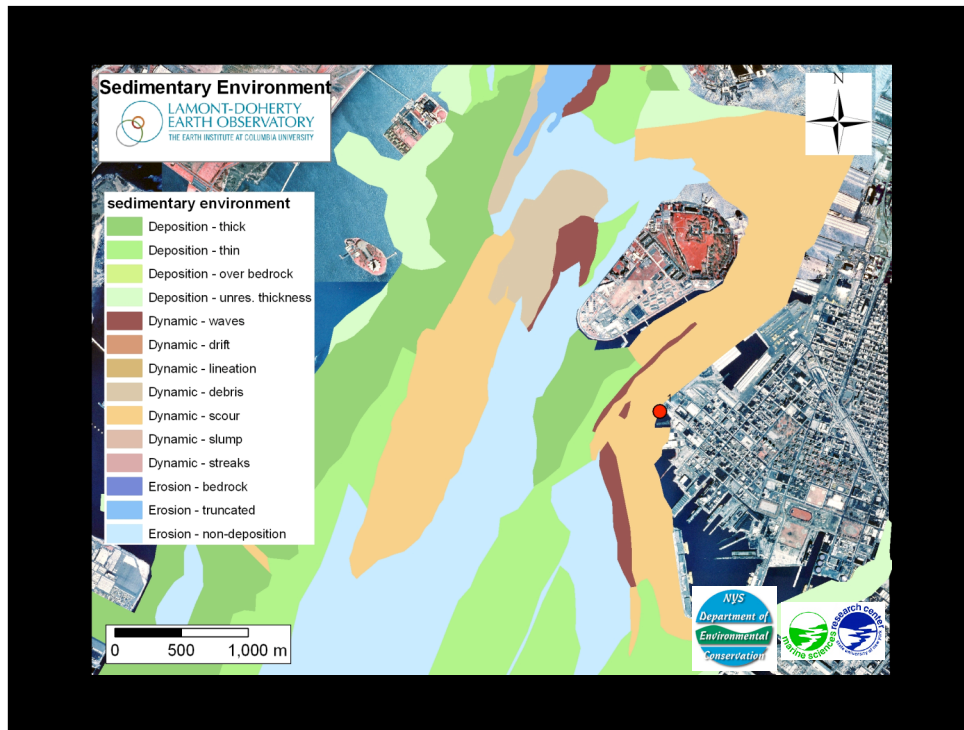 Sedimentary Environment
LAMONT-DOHERTY
EARTH OBSERVATORY
THE EARTH INSTITUTE AT COLUMBIA UNIVERSITY
N
sedimentary environment
Deposition - thick
Deposition - thin
Deposition - over bedrock
Deposition - unres. thickness
Dynamic - waves
Dynamic - drift
Dynamic - lineation
Dynamic - debris
Dynamic - scour
Dynamic - slump
Dynamic - streaks
Erosion - bedrock
Erosion - truncated
Erosion - non-deposition
0 500 1,000 m
NYS
Department of
Environmental
Conservation
marine sciences
research center